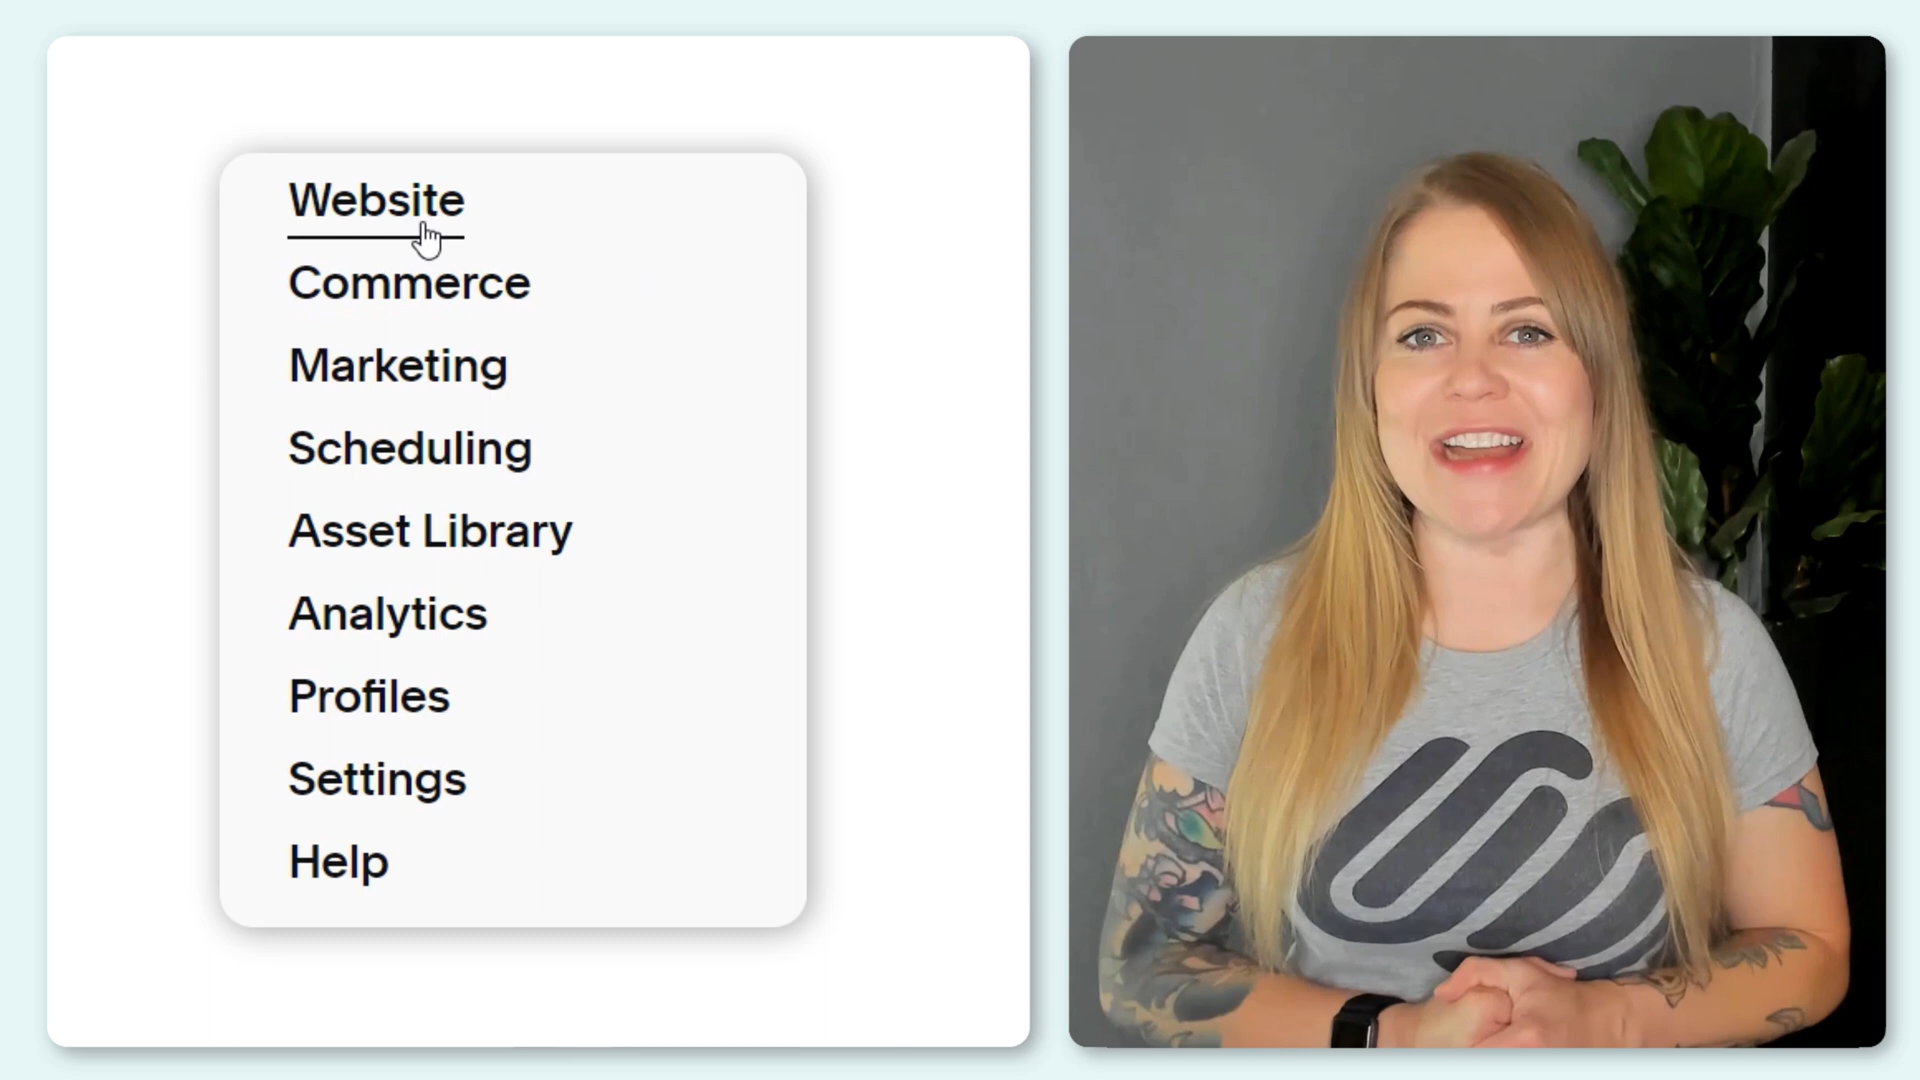 Website
Commerce
Marketing
Scheduling
Asset Library
Analytics
Profiles
Settings
Help